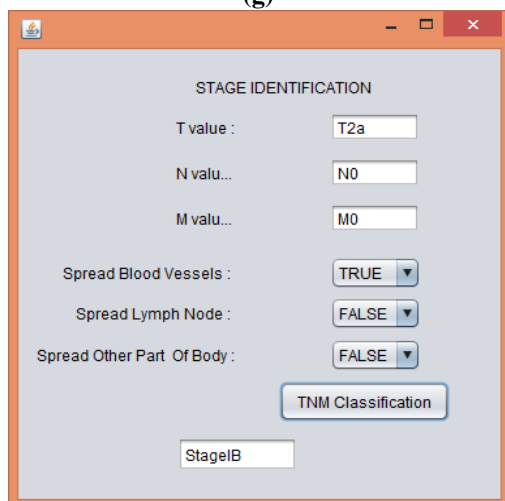 (g)
STAGE IDENTIFICATION
T value : T2a
N valu... N0
M valu... M0
Spread Blood Vessels : TRUE
Spread Lymph Node : FALSE
Spread Other Part Of Body : FALSE
TNM Classification
StageIB